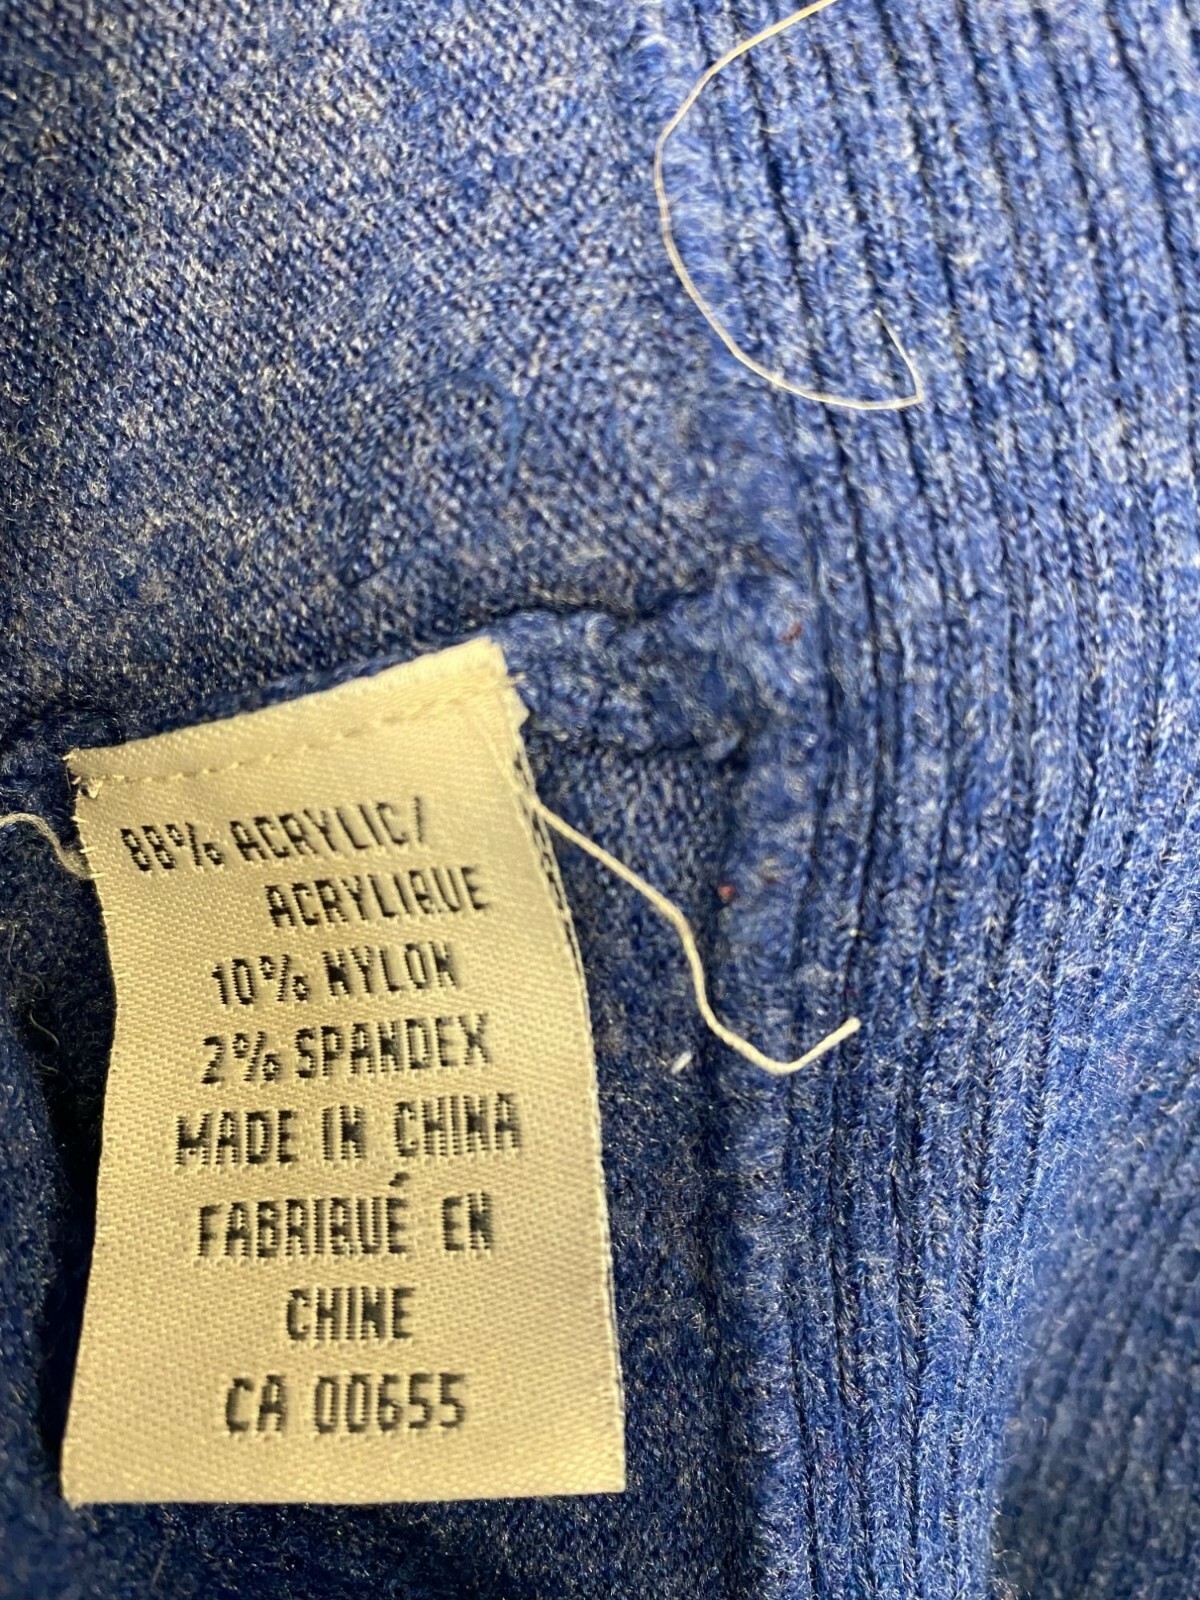 88% ACRYLIC/
ACRYLIQUE
10% NYLON
2% SPANDEX
MADE IN CHINA
FABRIQUÉ EN
CHINE
CA 00655